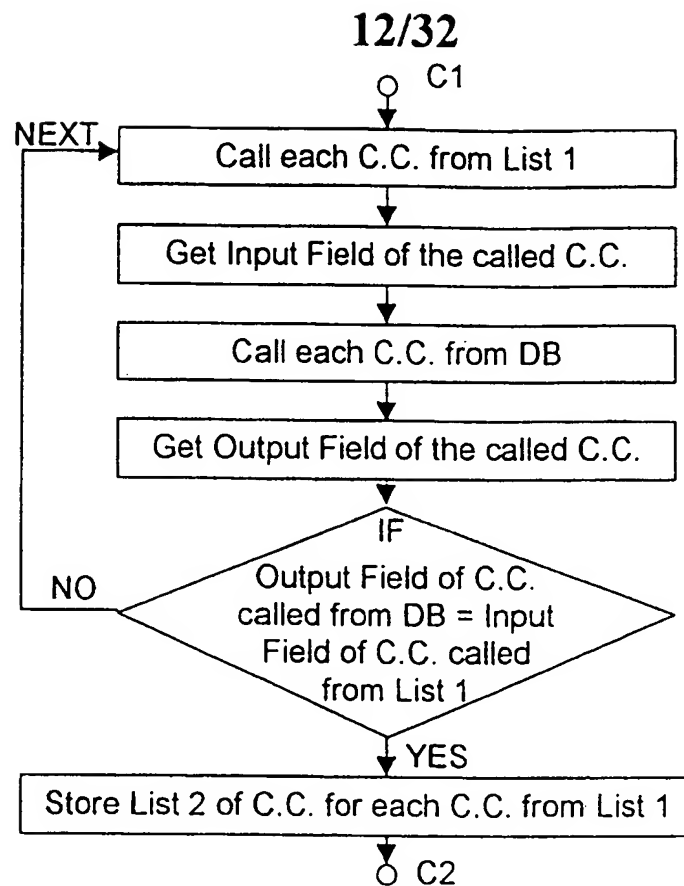 12/32
C1
NEXT
Call each C.C. from List 1
Get Input Field of the called C.C.
Call each C.C. from DB
Get Output Field of the called C.C.
IF
NO
Output Field of C.C.
called from DB = Input
Field of C.C. called
from List 1
YES
Store List 2 of C.C. for each C.C. from List 1
C2